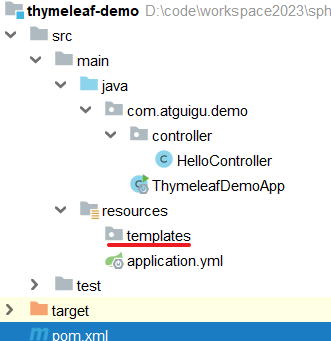 thymeleaf-demo D:\code\workspace2023\sph
src
main
java
com.atguigu.demo
controller
HelloController
ThymeleafDemoApp
resources
templates
application.yml
test
target
pom.xml